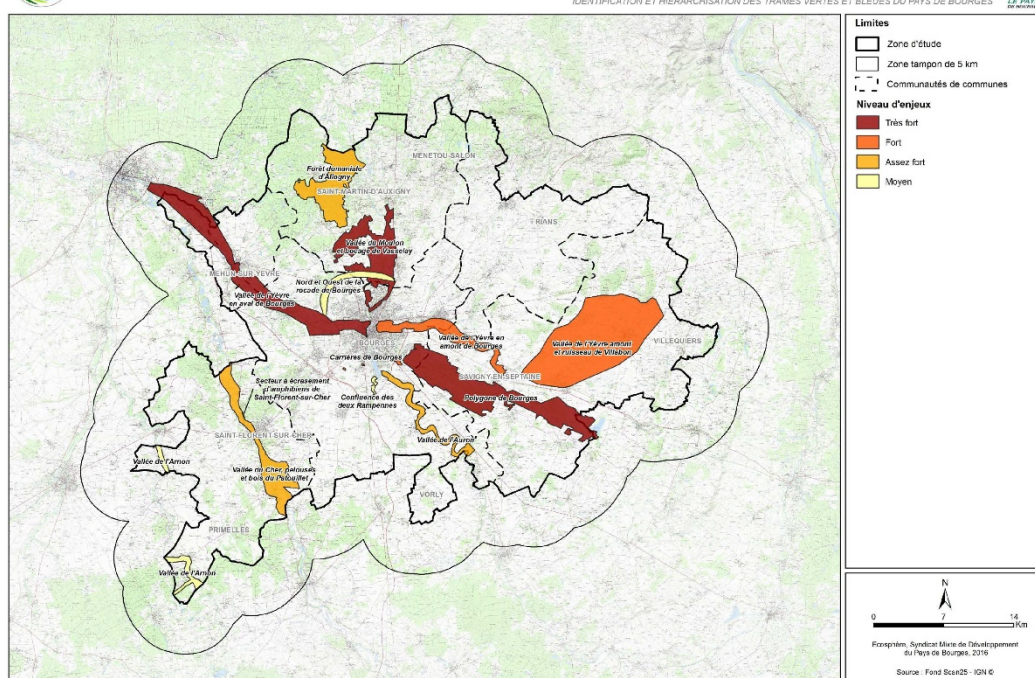 IDENTIFICATION ET HIÉRARCHISATION DES TRAMES VERTES ET BLEUES DU PAYS DE BOURGES
LE PAYS
DE BOURGES
Limites
Zone d'étude
Zone tampon de 5 km
Communautés de communes
Niveau d'enjeux
Très fort
Fort
Assez fort
Moyen
MENETOU-SALON
Forêt domaniale
d'Allogny
SAINT-MARTIN-D'AUXIGNY
RIANS
Vallée du Moulon
et bocage de Vasselay
MEHUN-SUR-YEVRE
Nord et Ouest de la
rocade de Bourges
Vallée de l'Yèvre
en aval de Bourges
BOURGES
Vallée de l'Yèvre en
amont de Bourges
Vallée de l'Yèvre amont
et ruisseau de Villabon
VILLEQUIERS
Carrières de Bourges
SAVIGNY-EN-SEPTAINE
Secteur à écrasement
d'amphibiens de
Saint-Florent-sur-Cher
Confluence des
deux Rampennes
Polygone de Bourges
SAINT-FLORENT-SUR-CHER
Vallée de l'Auron
Vallée de l'Arnon
Vallée du Cher, pelouses
et bois du Patouillet
VORLY
PRIMELLES
Vallée de l'Arnon
N
0 7 14
Km
Ecosphère, Syndicat Mixte de Développement
du Pays de Bourges, 2016
Source : Fond Scan25 - IGN ©